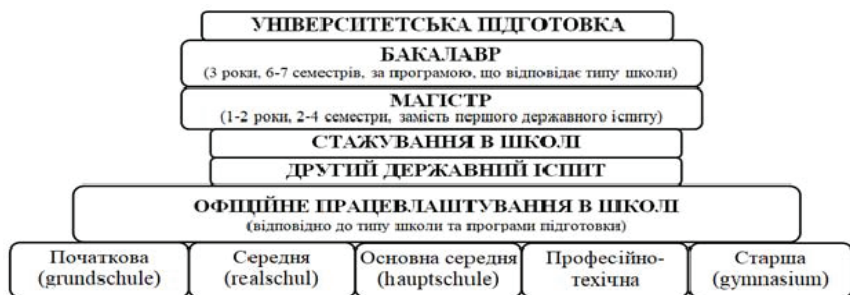 УНІВЕРСИТЕТСЬКА ПІДГОТОВКА
БАКАЛАВР
(3 роки, 6-7 семестрів, за програмою, що відповідає типу школи)
МАГІСТР
(1-2 роки, 2-4 семестри, замість першого державного іспиту)
СТАЖУВАННЯ В ШКОЛІ
ДРУГИЙ ДЕРЖАВНИЙ ІСПИТ
ОФІЦІЙНЕ ПРАЦЕВЛАШТУВАННЯ В ШКОЛІ
(відповідно до типу школи та програми підготовки)
Початкова
(grundschule)
Середня
(realschul)
Основна середня
(hauptschule)
Професійно-
техічна
Старша
(gymnasium)